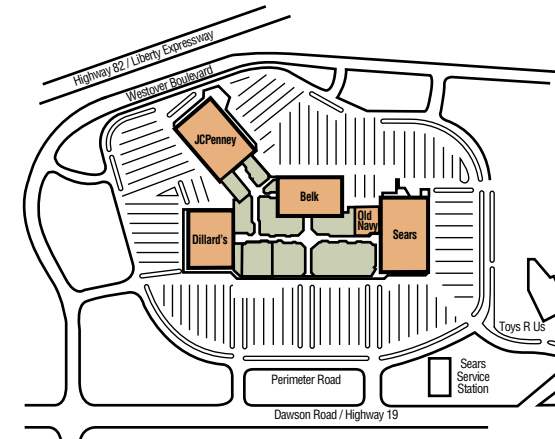 Highway 82 / Liberty Expressway
Westover Boulevard
JCPenney
Belk
Old
Navy
Dillard's
Sears
Toys R Us
Sears
Service
Station
Perimeter Road
Dawson Road / Highway 19